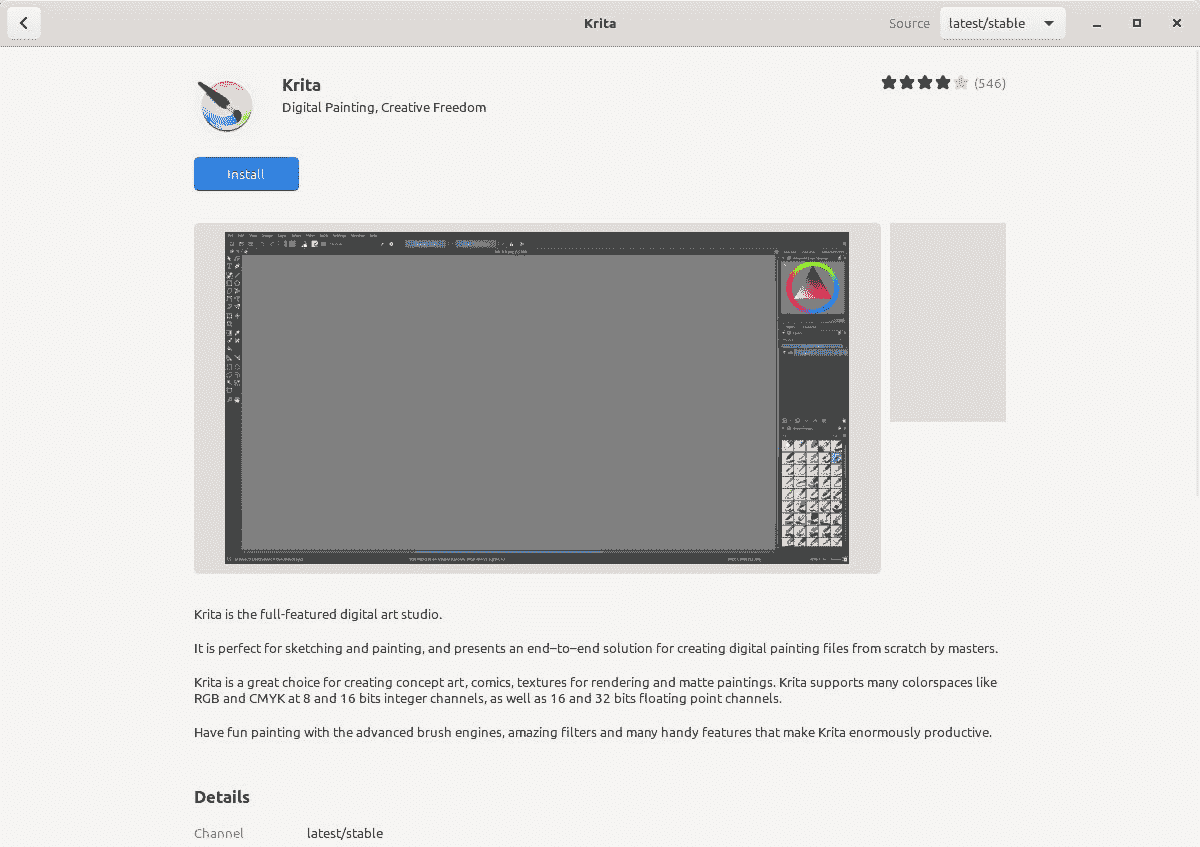 Krita
Source
latest/stable
Krita
Digital Painting, Creative Freedom
(546)
Install
Krita is the full-featured digital art studio.
It is perfect for sketching and painting, and presents an end–to–end solution for creating digital painting files from scratch by masters.
Krita is a great choice for creating concept art, comics, textures for rendering and matte paintings. Krita supports many colorspaces like
RGB and CMYK at 8 and 16 bits integer channels, as well as 16 and 32 bits floating point channels.
Have fun painting with the advanced brush engines, amazing filters and many handy features that make Krita enormously productive.
Details
Channel
latest/stable